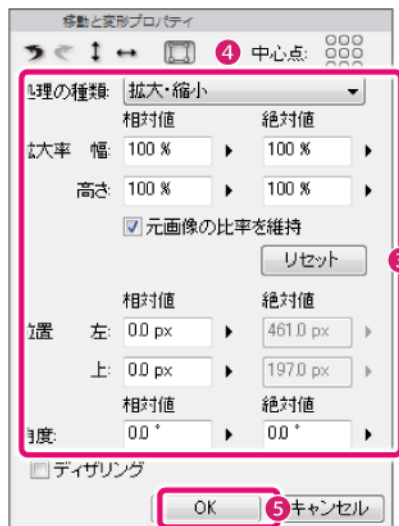 移動と変形プロパティ
4 中心点:
処理の種類: 拡大・縮小
相対値 絶対値
拡大率 幅: 100 % 100 %
高さ: 100 % 100 %
元画像の比率を維持
リセット
相対値 絶対値
位置 左: 0.0 px 461.0 px
上: 0.0 px 197.0 px
相対値 絶対値
角度: 0.0 ° 0.0 °
ディザリング
OK 5 キャンセル